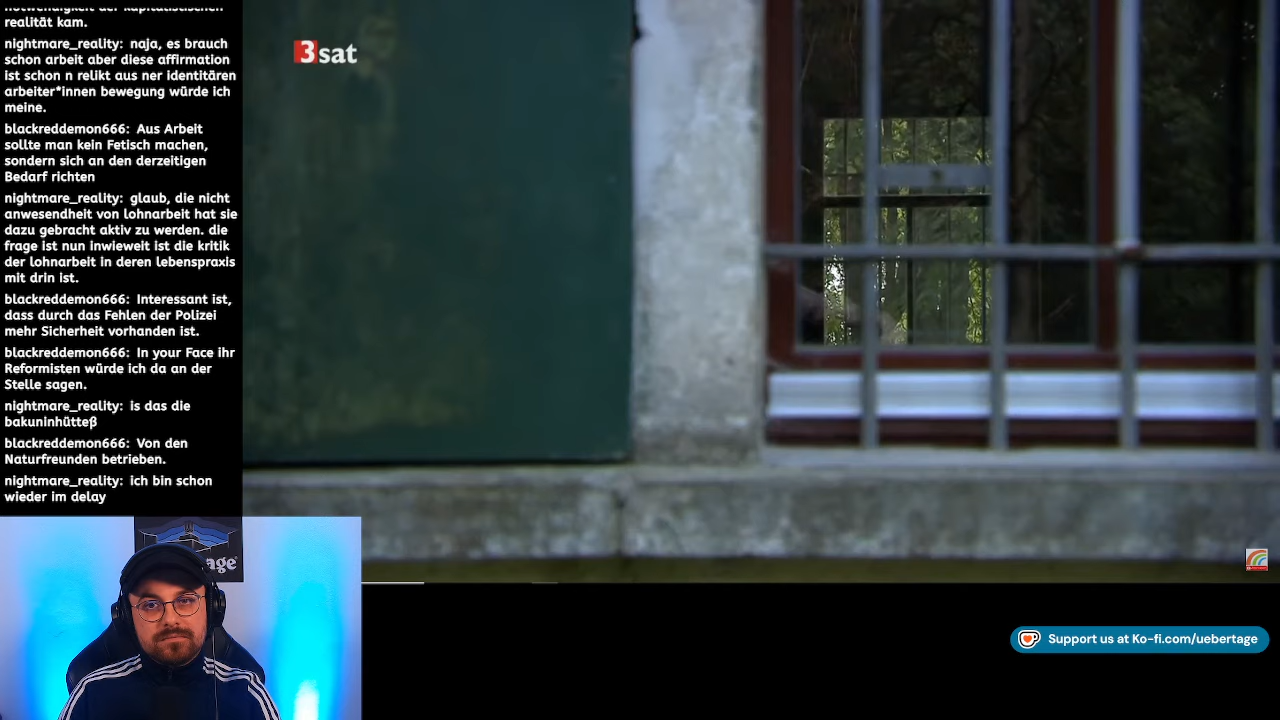 notwendigkeit der kapitalistischen
realität kam.
nightmare_reality: naja, es brauch
schon arbeit aber diese affirmation
ist schon n relikt aus ner identitären
arbeiter*innen bewegung würde ich
meine.
blackreddemon666: Aus Arbeit
sollte man kein Fetisch machen,
sondern sich an den derzeitigen
Bedarf richten
nightmare_reality: glaub, die nicht
anwesendheit von lohnarbeit hat sie
dazu gebracht aktiv zu werden. die
frage ist nun inwieweit ist die kritik
der lohnarbeit in deren lebenspraxis
mit drin ist.
blackreddemon666: Interessant ist,
dass durch das Fehlen der Polizei
mehr Sicherheit vorhanden ist.
blackreddemon666: In your Face ihr
Reformisten würde ich da an der
Stelle sagen.
nightmare_reality: is das die
bakuninhütteß
blackreddemon666: Von den
Naturfreunden betrieben.
nightmare_reality: ich bin schon
wieder im delay
3sat
age®
Support us at Ko-fi.com/uebertage